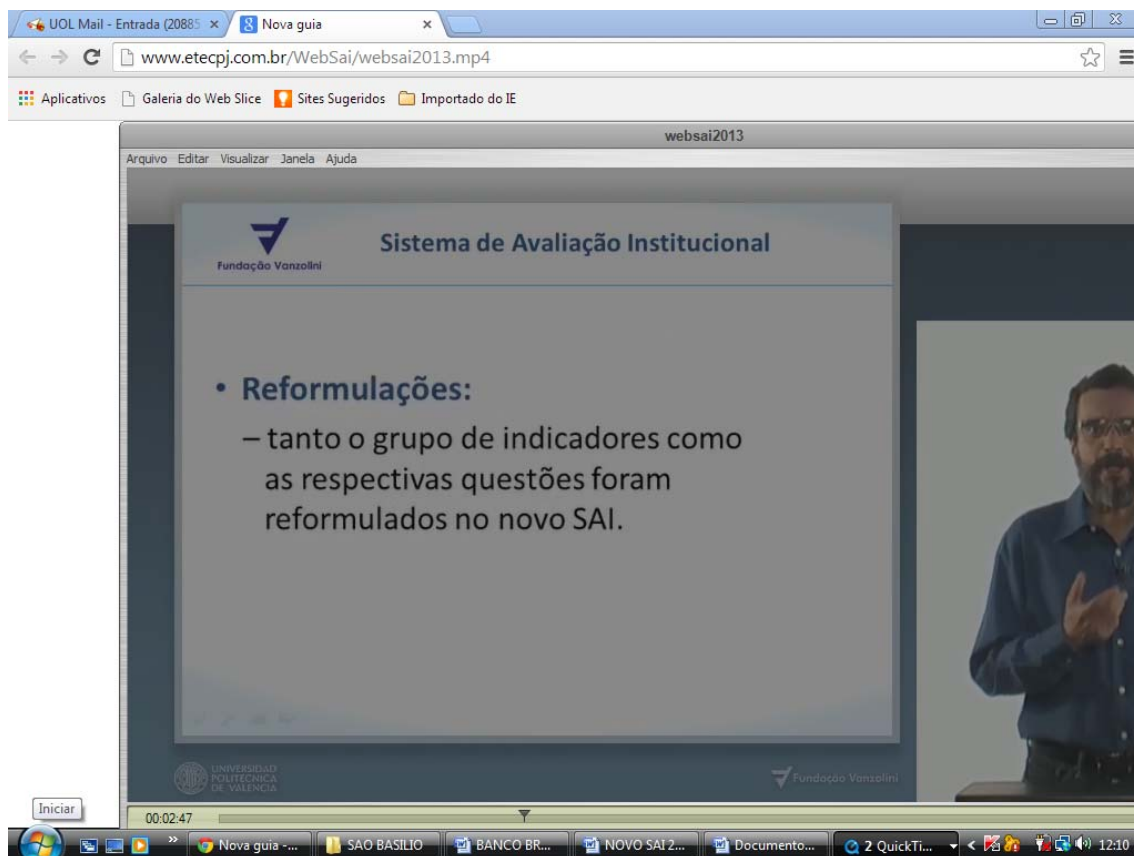 UOL Mail - Entrada (2088
Nova guia
www.etecpj.com.br/WebSai/websai2013.mp4
Aplicativos Galeria do Web Slice Sites Sugeridos Importado do IE
websai2013
Arquivo Editar Visualizar Janela Ajuda
Fundação Vanzolini
Sistema de Avaliação Institucional
• Reformulações:
– tanto o grupo de indicadores como
as respectivas questões foram
reformulados no novo SAI.
UNIVERSIDAD
POLITECNICA
DE VALENCIA
Fundação Vanzolini
Iniciar
00:02:47
Nova guia -... SAO BASILIO BANCO BR... NOVO SAI 2... Documento... 2 QuickTi... 12:10